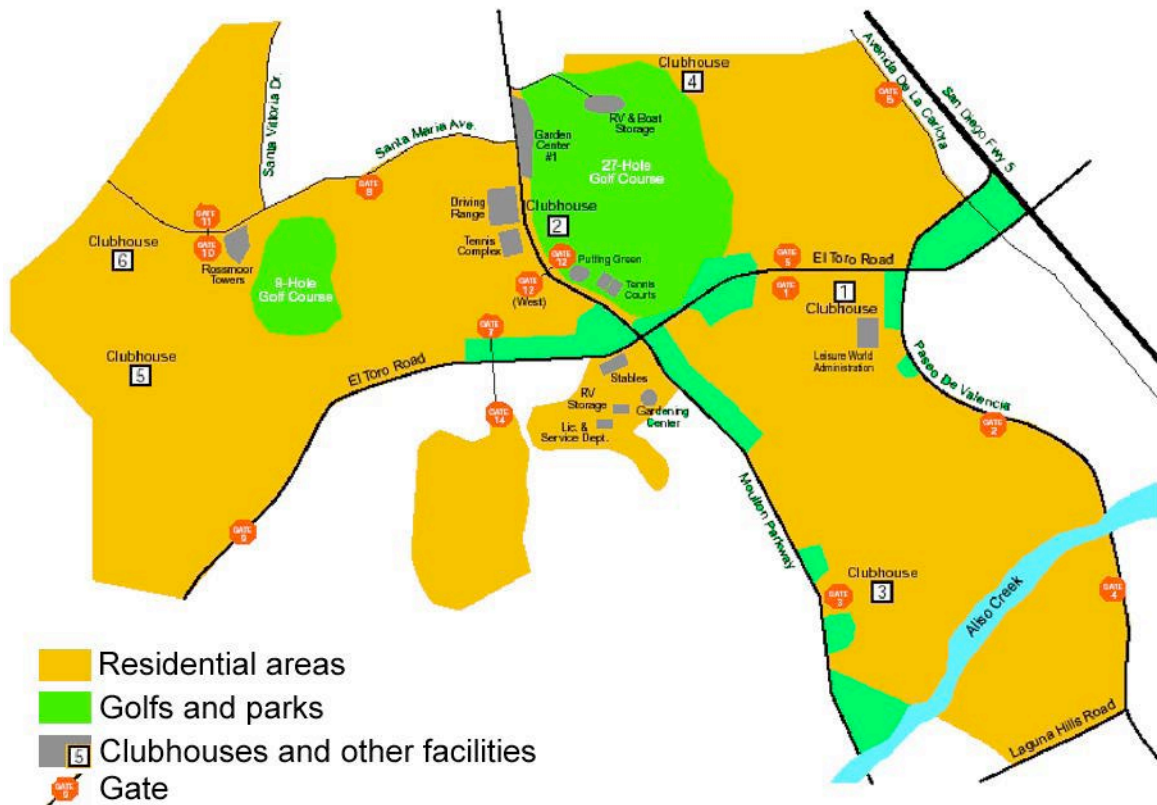 Santa Vittoria Dr.
Santa Maria Ave.
GATE
8
GATE
11
GATE
10
Clubhouse
6
Rossmoor
Towers
9-Hole
Golf Course
Clubhouse
5
El Toro Road
GATE
9
GATE
7
GATE
14
Garden
Center
#1
Driving
Range
Tennis
Complex
Clubhouse
2
GATE
12
GATE
12
(West)
Putting Green
Tennis
Courts
RV & Boat
Storage
27-Hole
Golf Course
Clubhouse
4
Avenida De La Carlota
San Diego Fwy 5
GATE
GATE
El Toro Road
GATE
1
1
Clubhouse
Leisure World
Administration
Paseo De Valencia
GATE
2
Stables
RV
Storage
Gardening
Center
Lic. &
Service Dept.
Moulton Parkway
Clubhouse
3
GATE
3
GATE
4
Aliso Creek
Laguna Hills Road
Residential areas
Golfs and parks
5
Clubhouses and other facilities
GATE
9
Gate